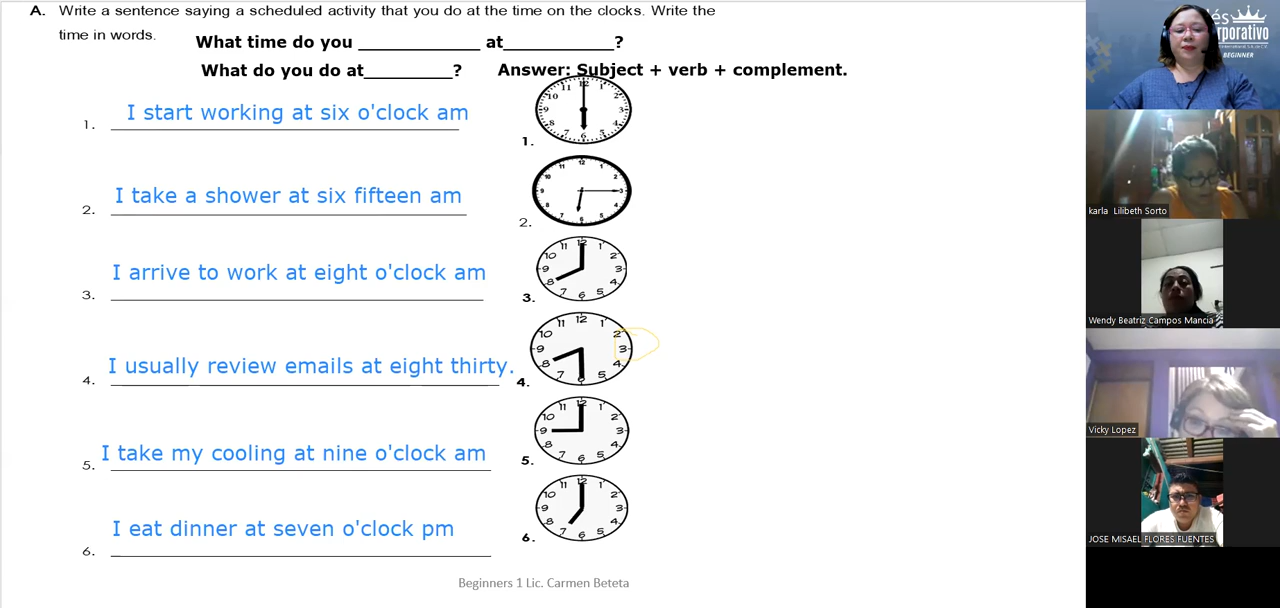 A. Write a sentence saying a scheduled activity that you do at the time on the clocks. Write the
time in words.
What time do you ____________ at___________?
What do you do at_________? Answer: Subject + verb + complement.
1. I start working at six o'clock am
1.
2. I take a shower at six fifteen am
2.
3. I arrive to work at eight o'clock am
3.
4. I usually review emails at eight thirty.
4.
5. I take my cooling at nine o'clock am
5.
6. I eat dinner at seven o'clock pm
6.
Beginners 1 Lic. Carmen Beteta
és
rporativo
BEGINNER
karla Lilibeth Sorto
Wendy Beatriz Campos Mancia
Vicky Lopez
JOSE MISAEL FLORES FUENTES